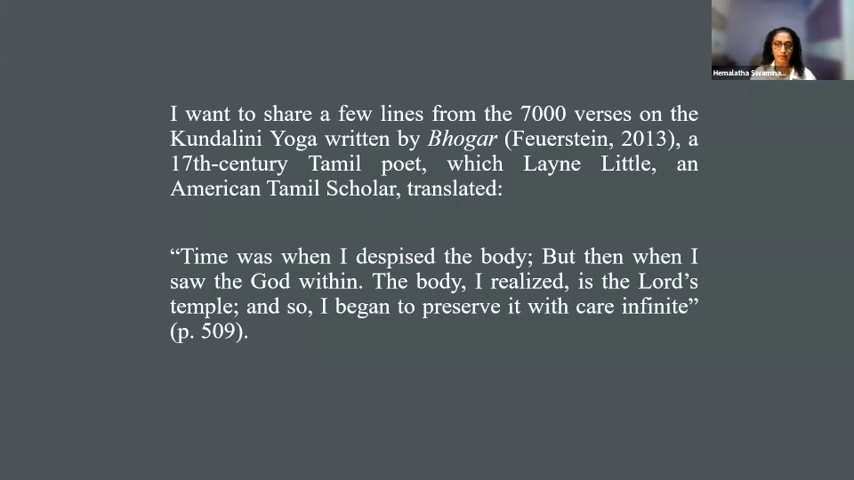 Hemalatha Swamina...
I want to share a few lines from the 7000 verses on the
Kundalini Yoga written by Bhogar (Feuerstein, 2013), a
17th-century Tamil poet, which Layne Little, an
American Tamil Scholar, translated:
“Time was when I despised the body; But then when I
saw the God within. The body, I realized, is the Lord’s
temple; and so, I began to preserve it with care infinite”
(p. 509).